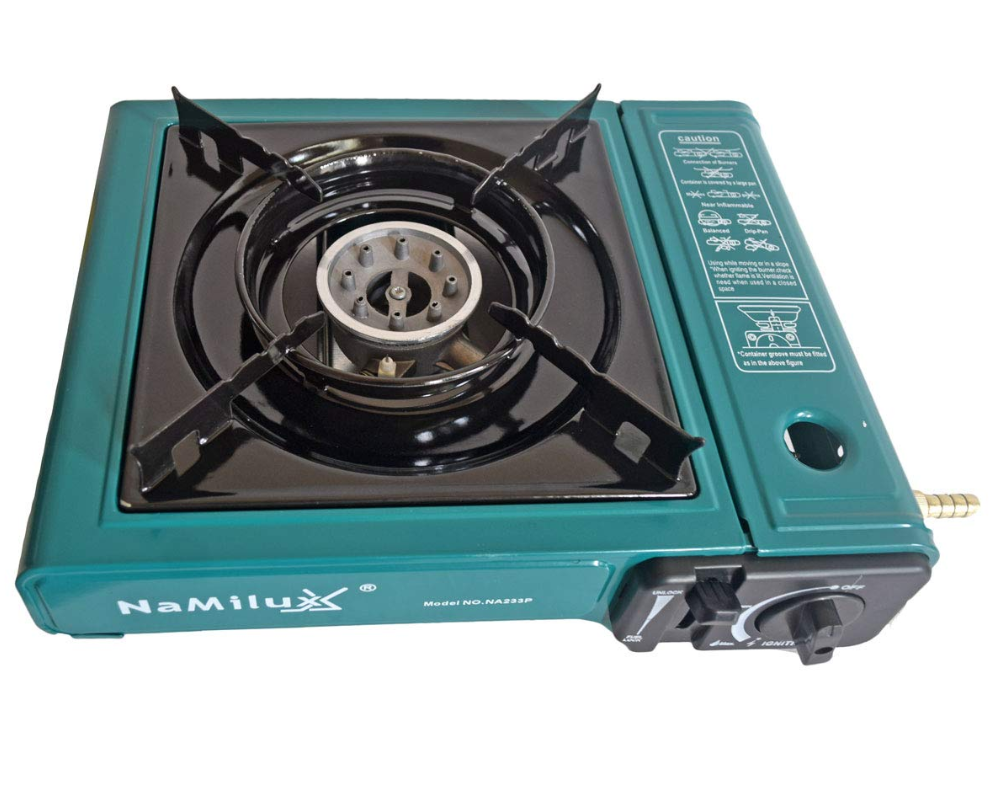 caution
Connection of Burners
Container is covered by a large pan
Near Inflammable
Balanced Drip-Pan
Using while moving or in a slope
*When igniting the burner check
whether flame is lit.Ventilation is
need when used in a closed
space
*Container groove must be fitted
as in the above figure
NaMilux ®
Model NO.NA233P
UNLOCK
OFF
IGNITE